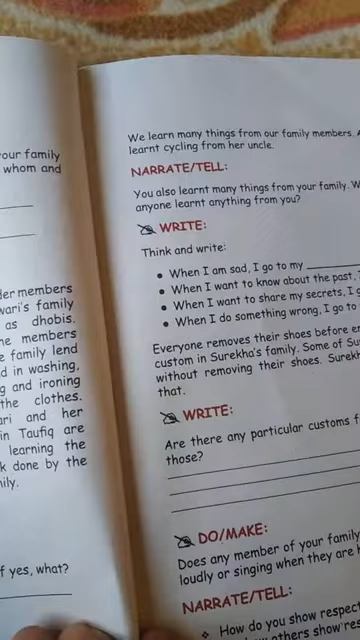 your family
whom and
der members
wari's family
as dhobis.
members
family lend
d in washing,
g and ironing
the clothes.
ari and her
in Taufiq are
learning the
k done by the
ily.
f yes, what?
We learn many things from our family members. A
learnt cycling from her uncle.
NARRATE/TELL:
You also learnt many things from your family. W
anyone learnt anything from you?
WRITE:
Think and write:
• When I am sad, I go to my
• When I want to know about the past,
• When I want to share my secrets, I g
• When I do something wrong, I go to
Everyone removes their shoes before en
custom in Surekha's family. Some of Su
without removing their shoes. Surekh
that.
WRITE:
Are there any particular customs f
those?
DO/MAKE:
Does any member of your family
loudly or singing when they are h
NARRATE/TELL:
How do you show respect
others show res